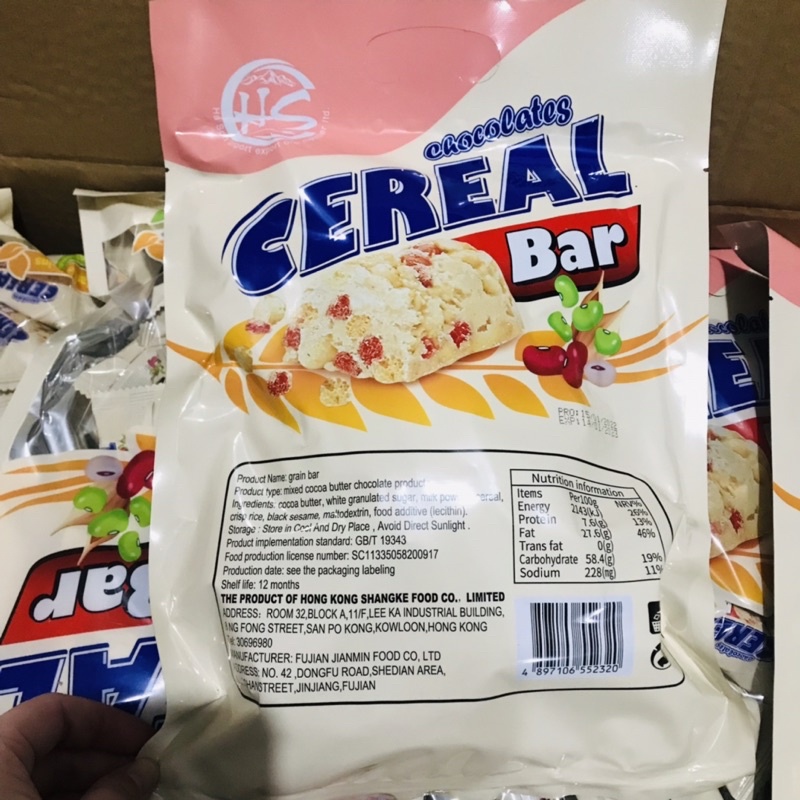 HS
chocolates
CEREAL
Bar
PRO:
EXP:
Product Name: grain bar
Product type: mixed cocoa butter chocolate product
Ingredients: cocoa butter, white granulated sugar, milk
crisp rice, black sesame, maltodextrin, food additive (lecithin).
Storage : Store in Cool And Dry Place , Avoid Direct Sunlight .
Product implementation standard: GB/T 19343
Food production license number: SC11335058200917
Production date: see the packaging labeling
Shelf life: 12 months
THE PRODUCT OF HONG KONG SHANGKE FOOD CO.. LIMITED
ADDRESS: ROOM 32,BLOCK A,11/F,LEE KA INDUSTRIAL BUILDING,
NG FONG STREET,SAN PO KONG,KOWLOON,HONG KONG
30696980
MANUFACTURER: FUJIAN JIANMIN FOOD CO, LTD
NO. 42 ,DONGFU ROAD,SHEDIAN AREA,
STREET,JINJIANG,FUJIAN
Nutrition information
Items Per100g NRV%
Energy 2143(kJ) 26%
Protein 7.6(g) 13%
Fat 27.6(g) 46%
Trans fat 0(g)
Carbohydrate 58.4(g) 19%
Sodium 228(mg) 11%
4 897106 552320
CEREAL
Bar
chocolates